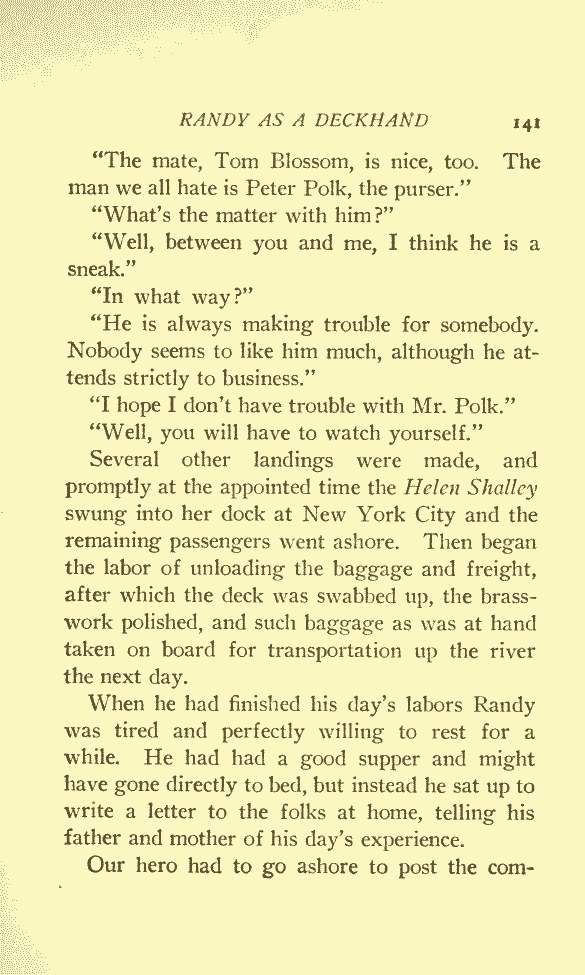 RANDY AS A DECKHAND 141
“The mate, Tom Blossom, is nice, too. The
man we all hate is Peter Polk, the purser.”
“What’s the matter with him?”
“Well, between you and me, I think he is a
sneak.”
“In what way?”
“He is always making trouble for somebody.
Nobody seems to like him much, although he at-
tends strictly to business.”
“I hope I don’t have trouble with Mr. Polk.”
“Well, you will have to watch yourself.”
Several other landings were made, and
promptly at the appointed time the Helen Shalley
swung into her dock at New York City and the
remaining passengers went ashore. Then began
the labor of unloading the baggage and freight,
after which the deck was swabbed up, the brass-
work polished, and such baggage as was at hand
taken on board for transportation up the river
the next day.
When he had finished his day’s labors Randy
was tired and perfectly willing to rest for a
while. He had had a good supper and might
have gone directly to bed, but instead he sat up to
write a letter to the folks at home, telling his
father and mother of his day’s experience.
Our hero had to go ashore to post the com-